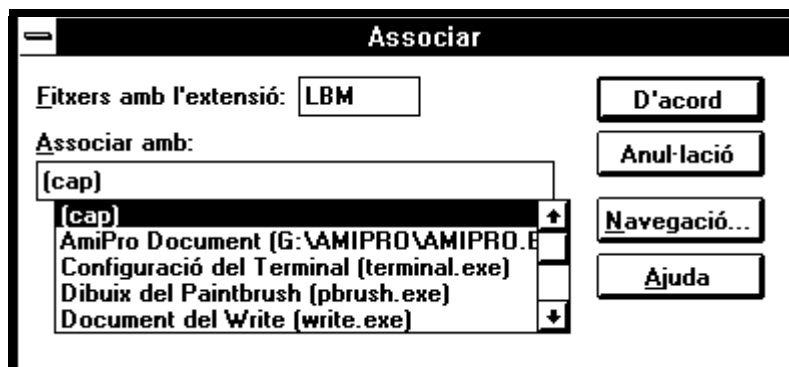 Associar
Fitxers amb l'extensió: LBM
D'acord
Associar amb:
Anul·lació
(cap)
(cap)
AmiPro Document (G:\AMIPRO\AMIPRO.E
Navegació...
Configuració del Terminal (terminal.exe)
Dibuix del Paintbrush (pbrush.exe)
Ajuda
Document del Write (write.exe)